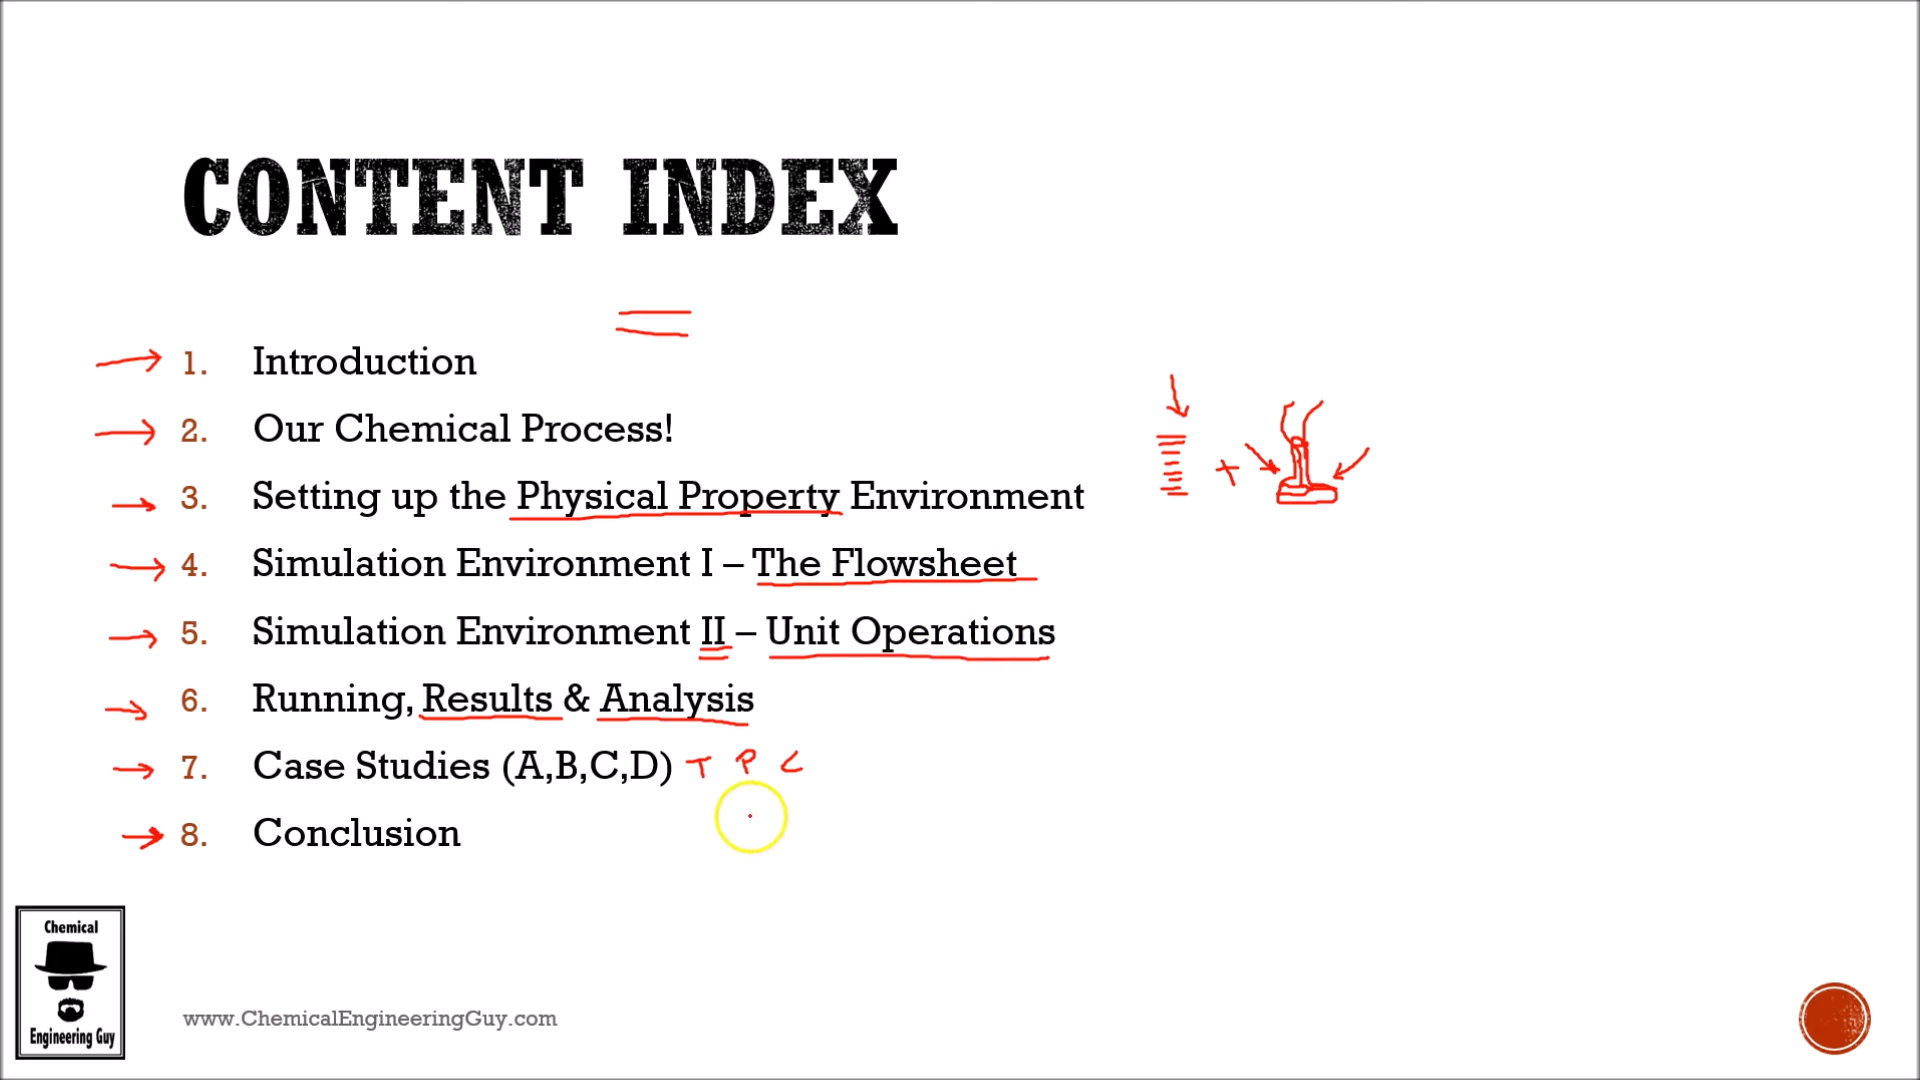 CONTENT INDEX
1. Introduction
2. Our Chemical Process!
3. Setting up the Physical Property Environment
4. Simulation Environment I – The Flowsheet
5. Simulation Environment II – Unit Operations
6. Running, Results & Analysis
7. Case Studies (A,B,C,D) T P C
8. Conclusion
Chemical
Engineering Guy
www.ChemicalEngineeringGuy.com